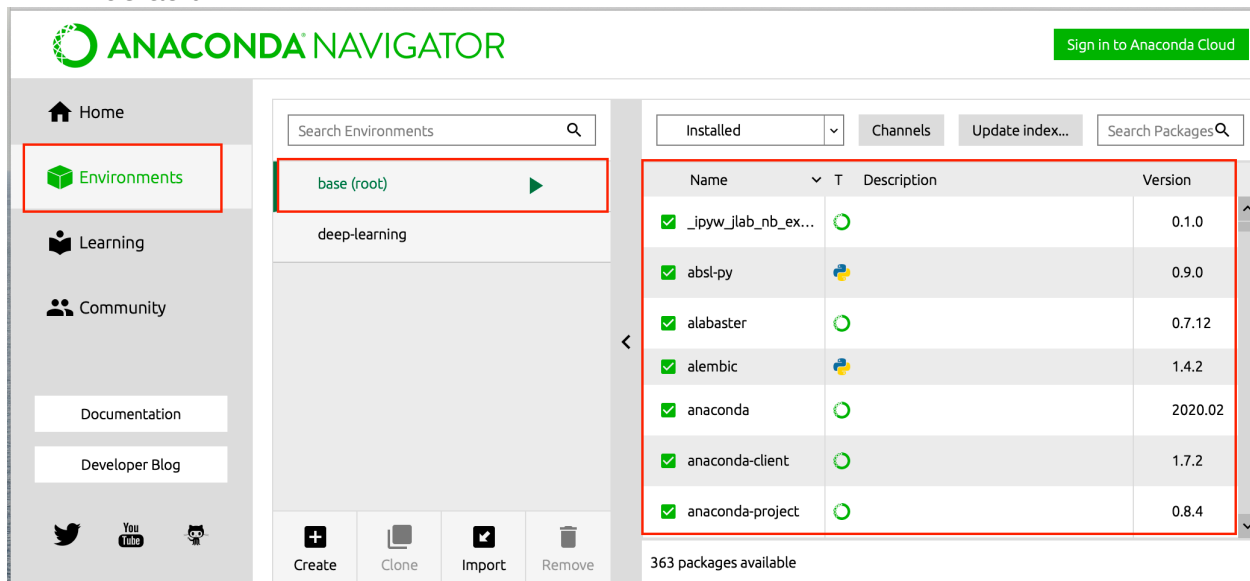 ANACONDA NAVIGATOR
Sign in to Anaconda Cloud
Home
Environments
Learning
Community
Documentation
Developer Blog
You
Tube
Search Environments
base (root)
deep-learning
Create
Clone
Import
Remove
Installed
Channels
Update index...
Search Packages
Name T Description Version
_ipyw_jlab_nb_ex... 0.1.0
absl-py 0.9.0
alabaster 0.7.12
alembic 1.4.2
anaconda 2020.02
anaconda-client 1.7.2
anaconda-project 0.8.4
363 packages available